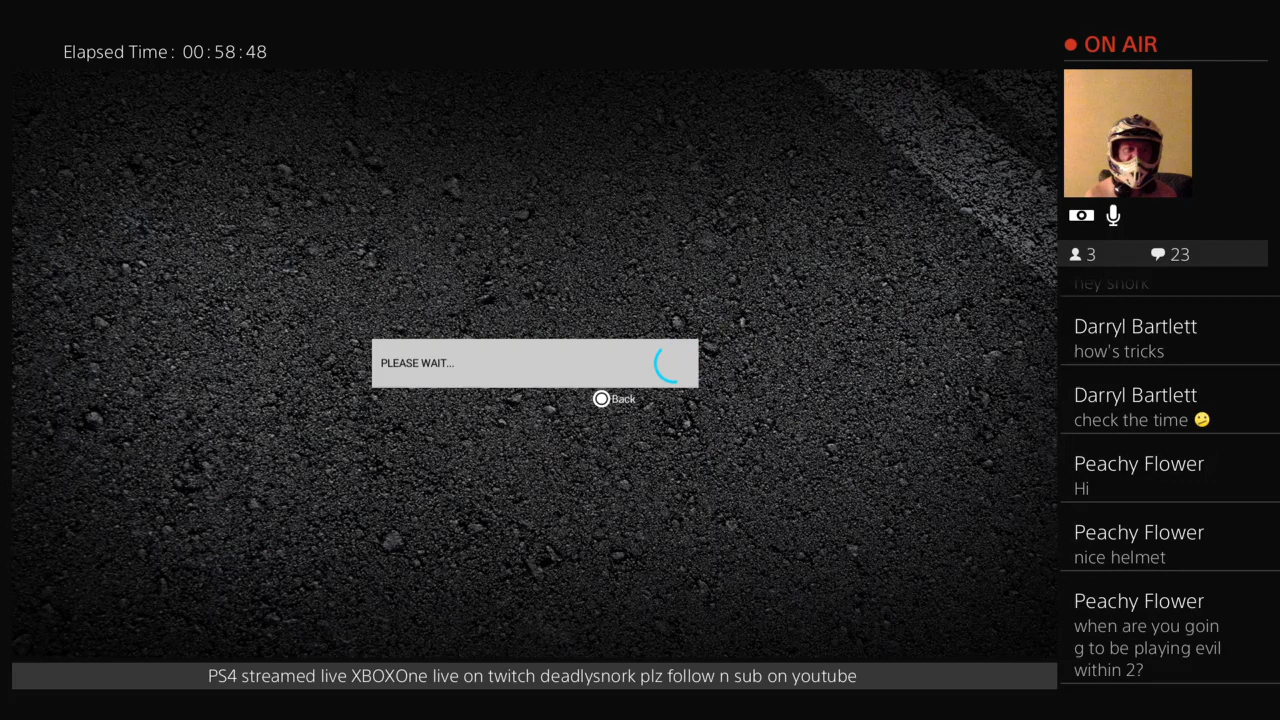 Elapsed Time: 00:58:48
ON AIR
3 23
hey snork
Darryl Bartlett
how's tricks
Darryl Bartlett
check the time 🫤
Peachy Flower
Hi
Peachy Flower
nice helmet
Peachy Flower
when are you goin
g to be playing evil
within 2?
PLEASE WAIT...
Back
PS4 streamed live XBOXOne live on twitch deadlysnork plz follow n sub on youtube